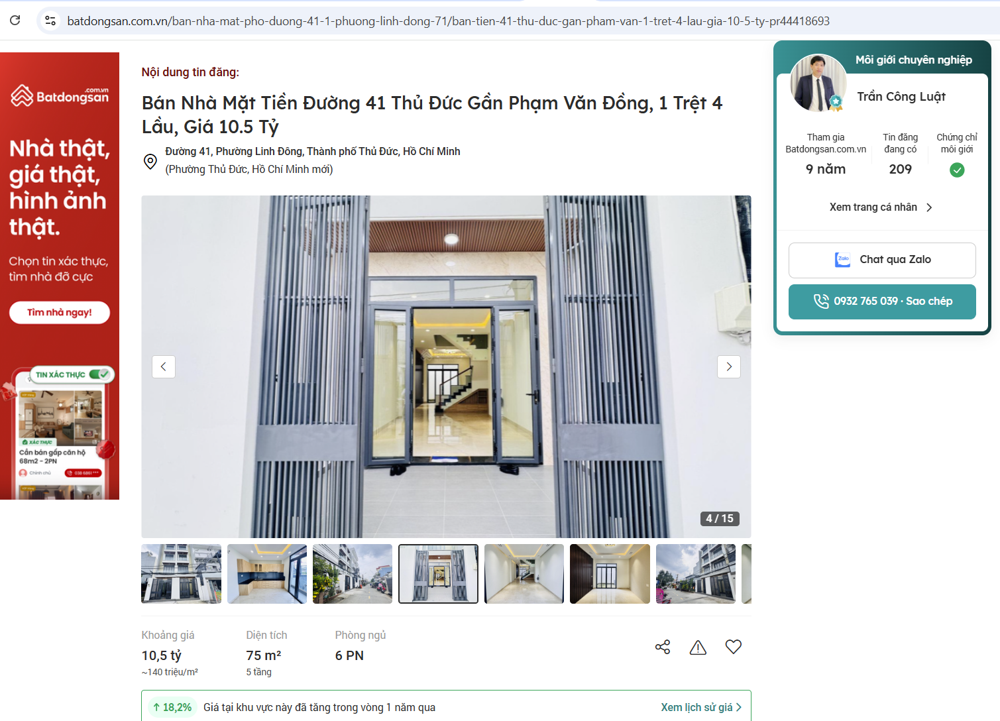 batdongsan.com.vn/ban-nha-mat-pho-duong-41-1-phuong-linh-dong-71/ban-tien-41-thu-duc-gan-pham-van-1-tret-4-lau-gia-10-5-ty-pr44418693
.com.vn
Batdongsan
Nhà thật,
giá thật,
hình ảnh
thật.
Chọn tin xác thực,
tìm nhà đỡ cực
Tìm nhà ngay!
TIN XÁC THỰC
XÁC THỰC
Cần bán gấp căn hộ
68m2 - 2PN
Chính chủ
038 6861***
Nội dung tin đăng:
Bán Nhà Mặt Tiền Đường 41 Thủ Đức Gần Phạm Văn Đồng, 1 Trệt 4
Lầu, Giá 10.5 Tỷ
Đường 41, Phường Linh Đông, Thành phố Thủ Đức, Hồ Chí Minh
(Phường Thủ Đức, Hồ Chí Minh mới)
4 / 15
Khoảng giá
10,5 tỷ
~140 triệu/m²
Diện tích
75 m²
5 tầng
Phòng ngủ
6 PN
18,2%
Giá tại khu vực này đã tăng trong vòng 1 năm qua
Xem lịch sử giá
Môi giới chuyên nghiệp
Trần Công Luật
Tham gia
Batdongsan.com.vn
9 năm
Tin đăng
đang có
209
Chứng chỉ
môi giới
Xem trang cá nhân
Zalo
Chat qua Zalo
0932 765 039 · Sao chép